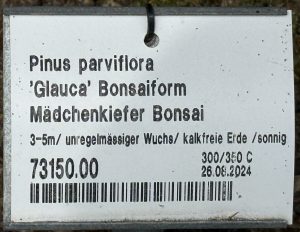 Pinus parviflora
'Glauca' Bonsaiform
Mädchenkiefer Bonsai
3-5m/ unregelmässiger Wuchs/ kalkfreie Erde /sonnig
73150.00
300/350 C
26.08.2024